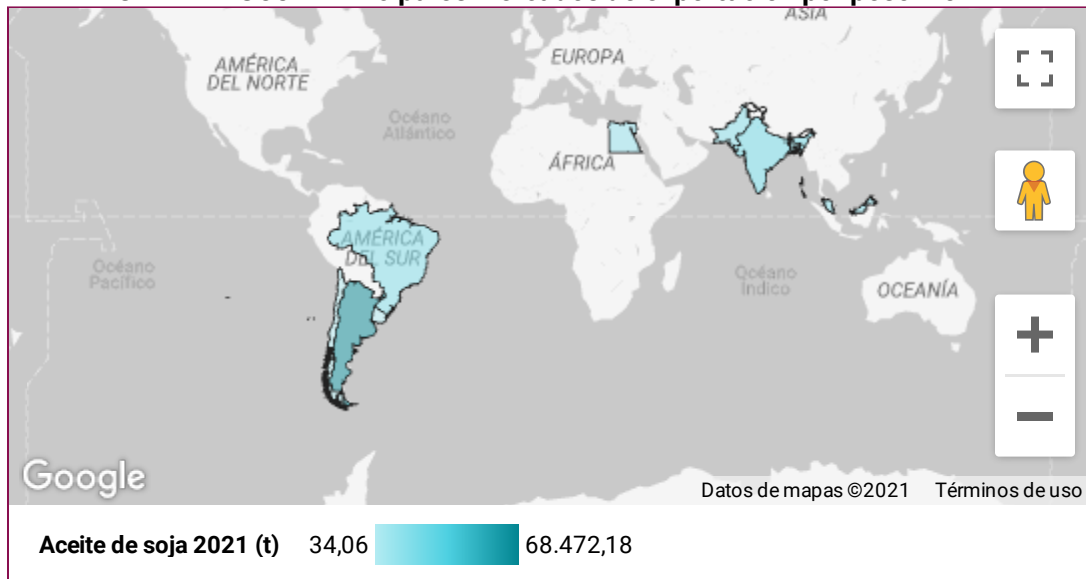 ASIA
AMÉRICA
DEL NORTE
EUROPA
Océano
Atlántico
ÁFRICA
AMÉRICA
DEL SUR
Océano
Pacífico
Océano
Índico
OCEANÍA
Google
Datos de mapas ©2021 Términos de uso
Aceite de soja 2021 (t) 34,06 68.472,18